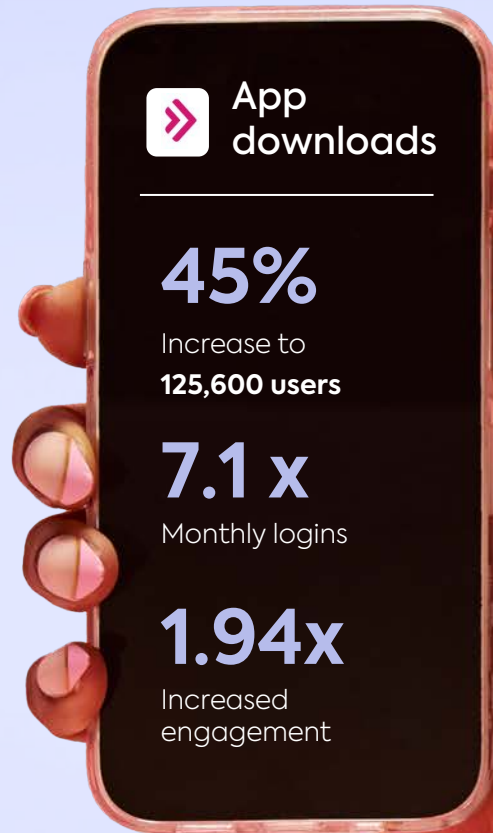 App
downloads
45%
Increase to
125,600 users
7.1 x
Monthly logins
1.94x
Increased
engagement